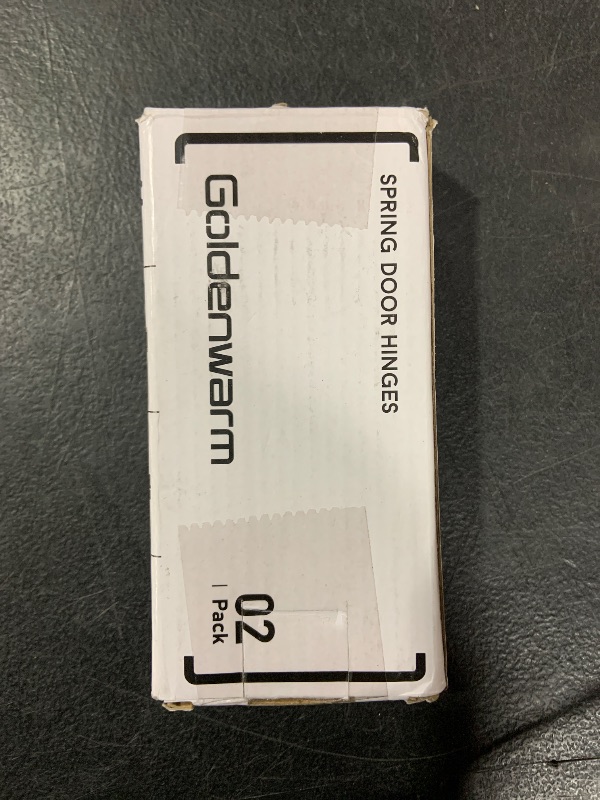 SPRING DOOR HINGES
Goldenwarm
02
| Pack